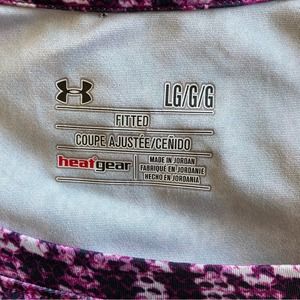 LG/G/G
FITTED
COUPE AJUSTÉE/CEÑIDO
heatgear
MADE IN JORDAN
FABRIQUÉ EN JORDANIE
HECHO EN JORDANIA